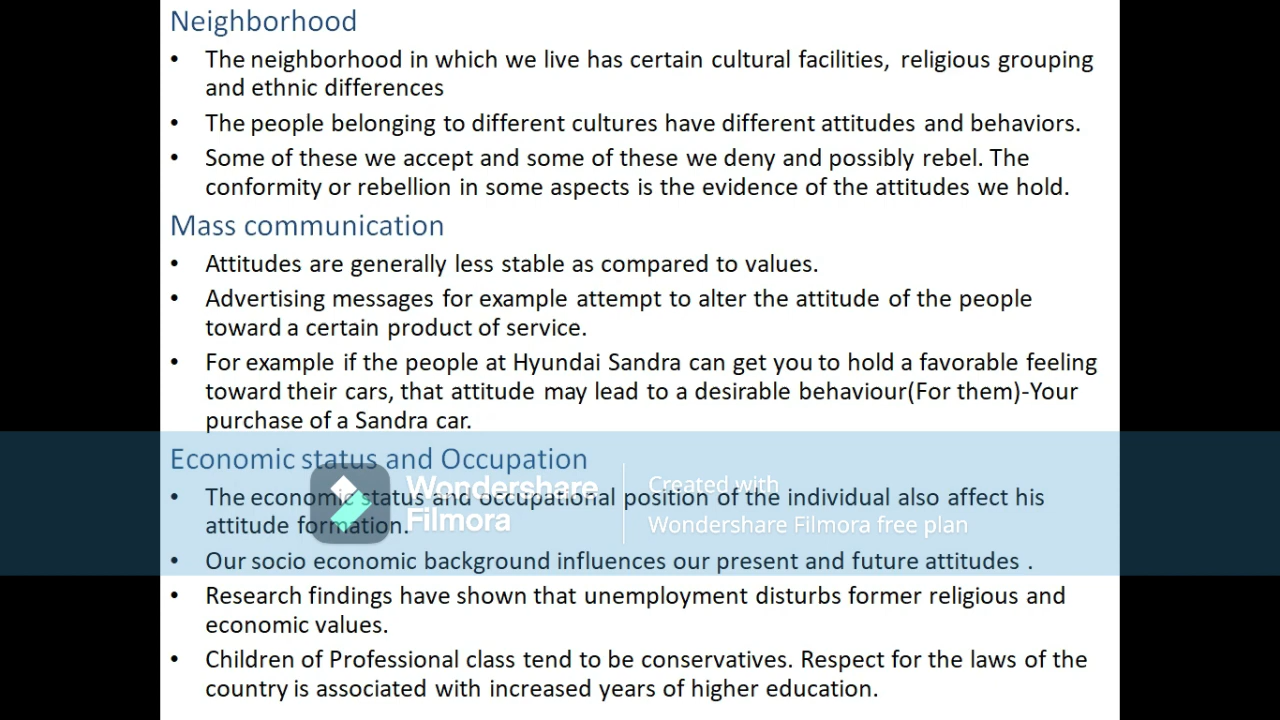 Neighborhood
• The neighborhood in which we live has certain cultural facilities, religious grouping
and ethnic differences
• The people belonging to different cultures have different attitudes and behaviors.
• Some of these we accept and some of these we deny and possibly rebel. The
conformity or rebellion in some aspects is the evidence of the attitudes we hold.
Mass communication
• Attitudes are generally less stable as compared to values.
• Advertising messages for example attempt to alter the attitude of the people
toward a certain product of service.
• For example if the people at Hyundai Sandra can get you to hold a favorable feeling
toward their cars, that attitude may lead to a desirable behaviour(For them)-Your
purchase of a Sandra car.
Economic status and Occupation
• The economic status and occupational position of the individual also affect his
attitude formation.
• Our socio economic background influences our present and future attitudes .
• Research findings have shown that unemployment disturbs former religious and
economic values.
• Children of Professional class tend to be conservatives. Respect for the laws of the
country is associated with increased years of higher education.
Wondershare
Filmora
Created with
Wondershare Filmora free plan